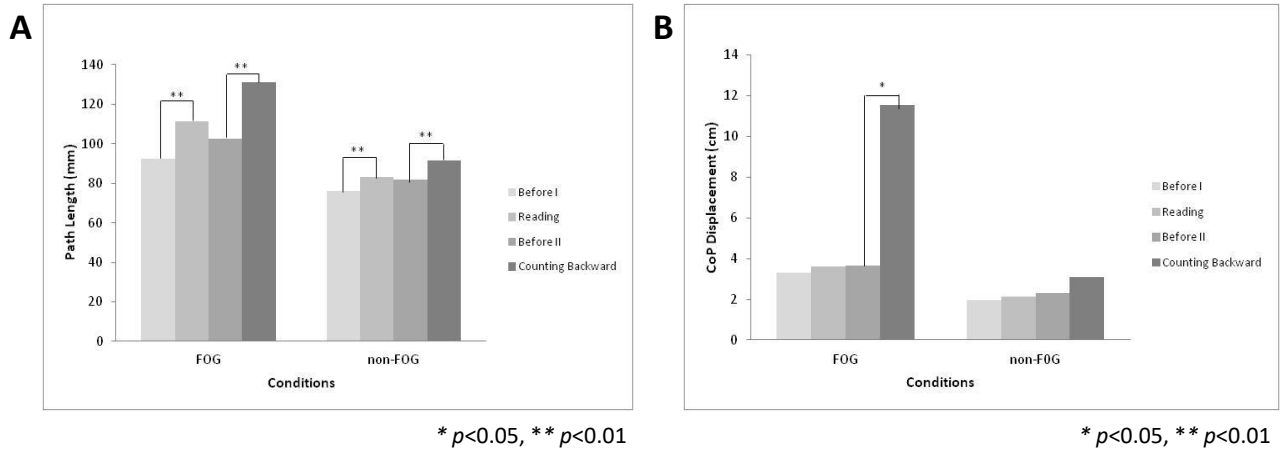 A
140
120
100
80
60
40
20
0
Path Length (mm)
**
**
**
**
FOG
non-FOG
Conditions
Before I
Reading
Before II
Counting Backward
* p<0.05, ** p<0.01
B
14
12
10
8
6
4
2
0
CoP Displacement (cm)
*
FOG
non-FOG
Conditions
Before I
Reading
Before II
Counting Backward
* p<0.05, ** p<0.01